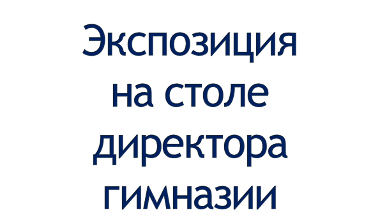 Экспозиция
на столе
директора
гимназии